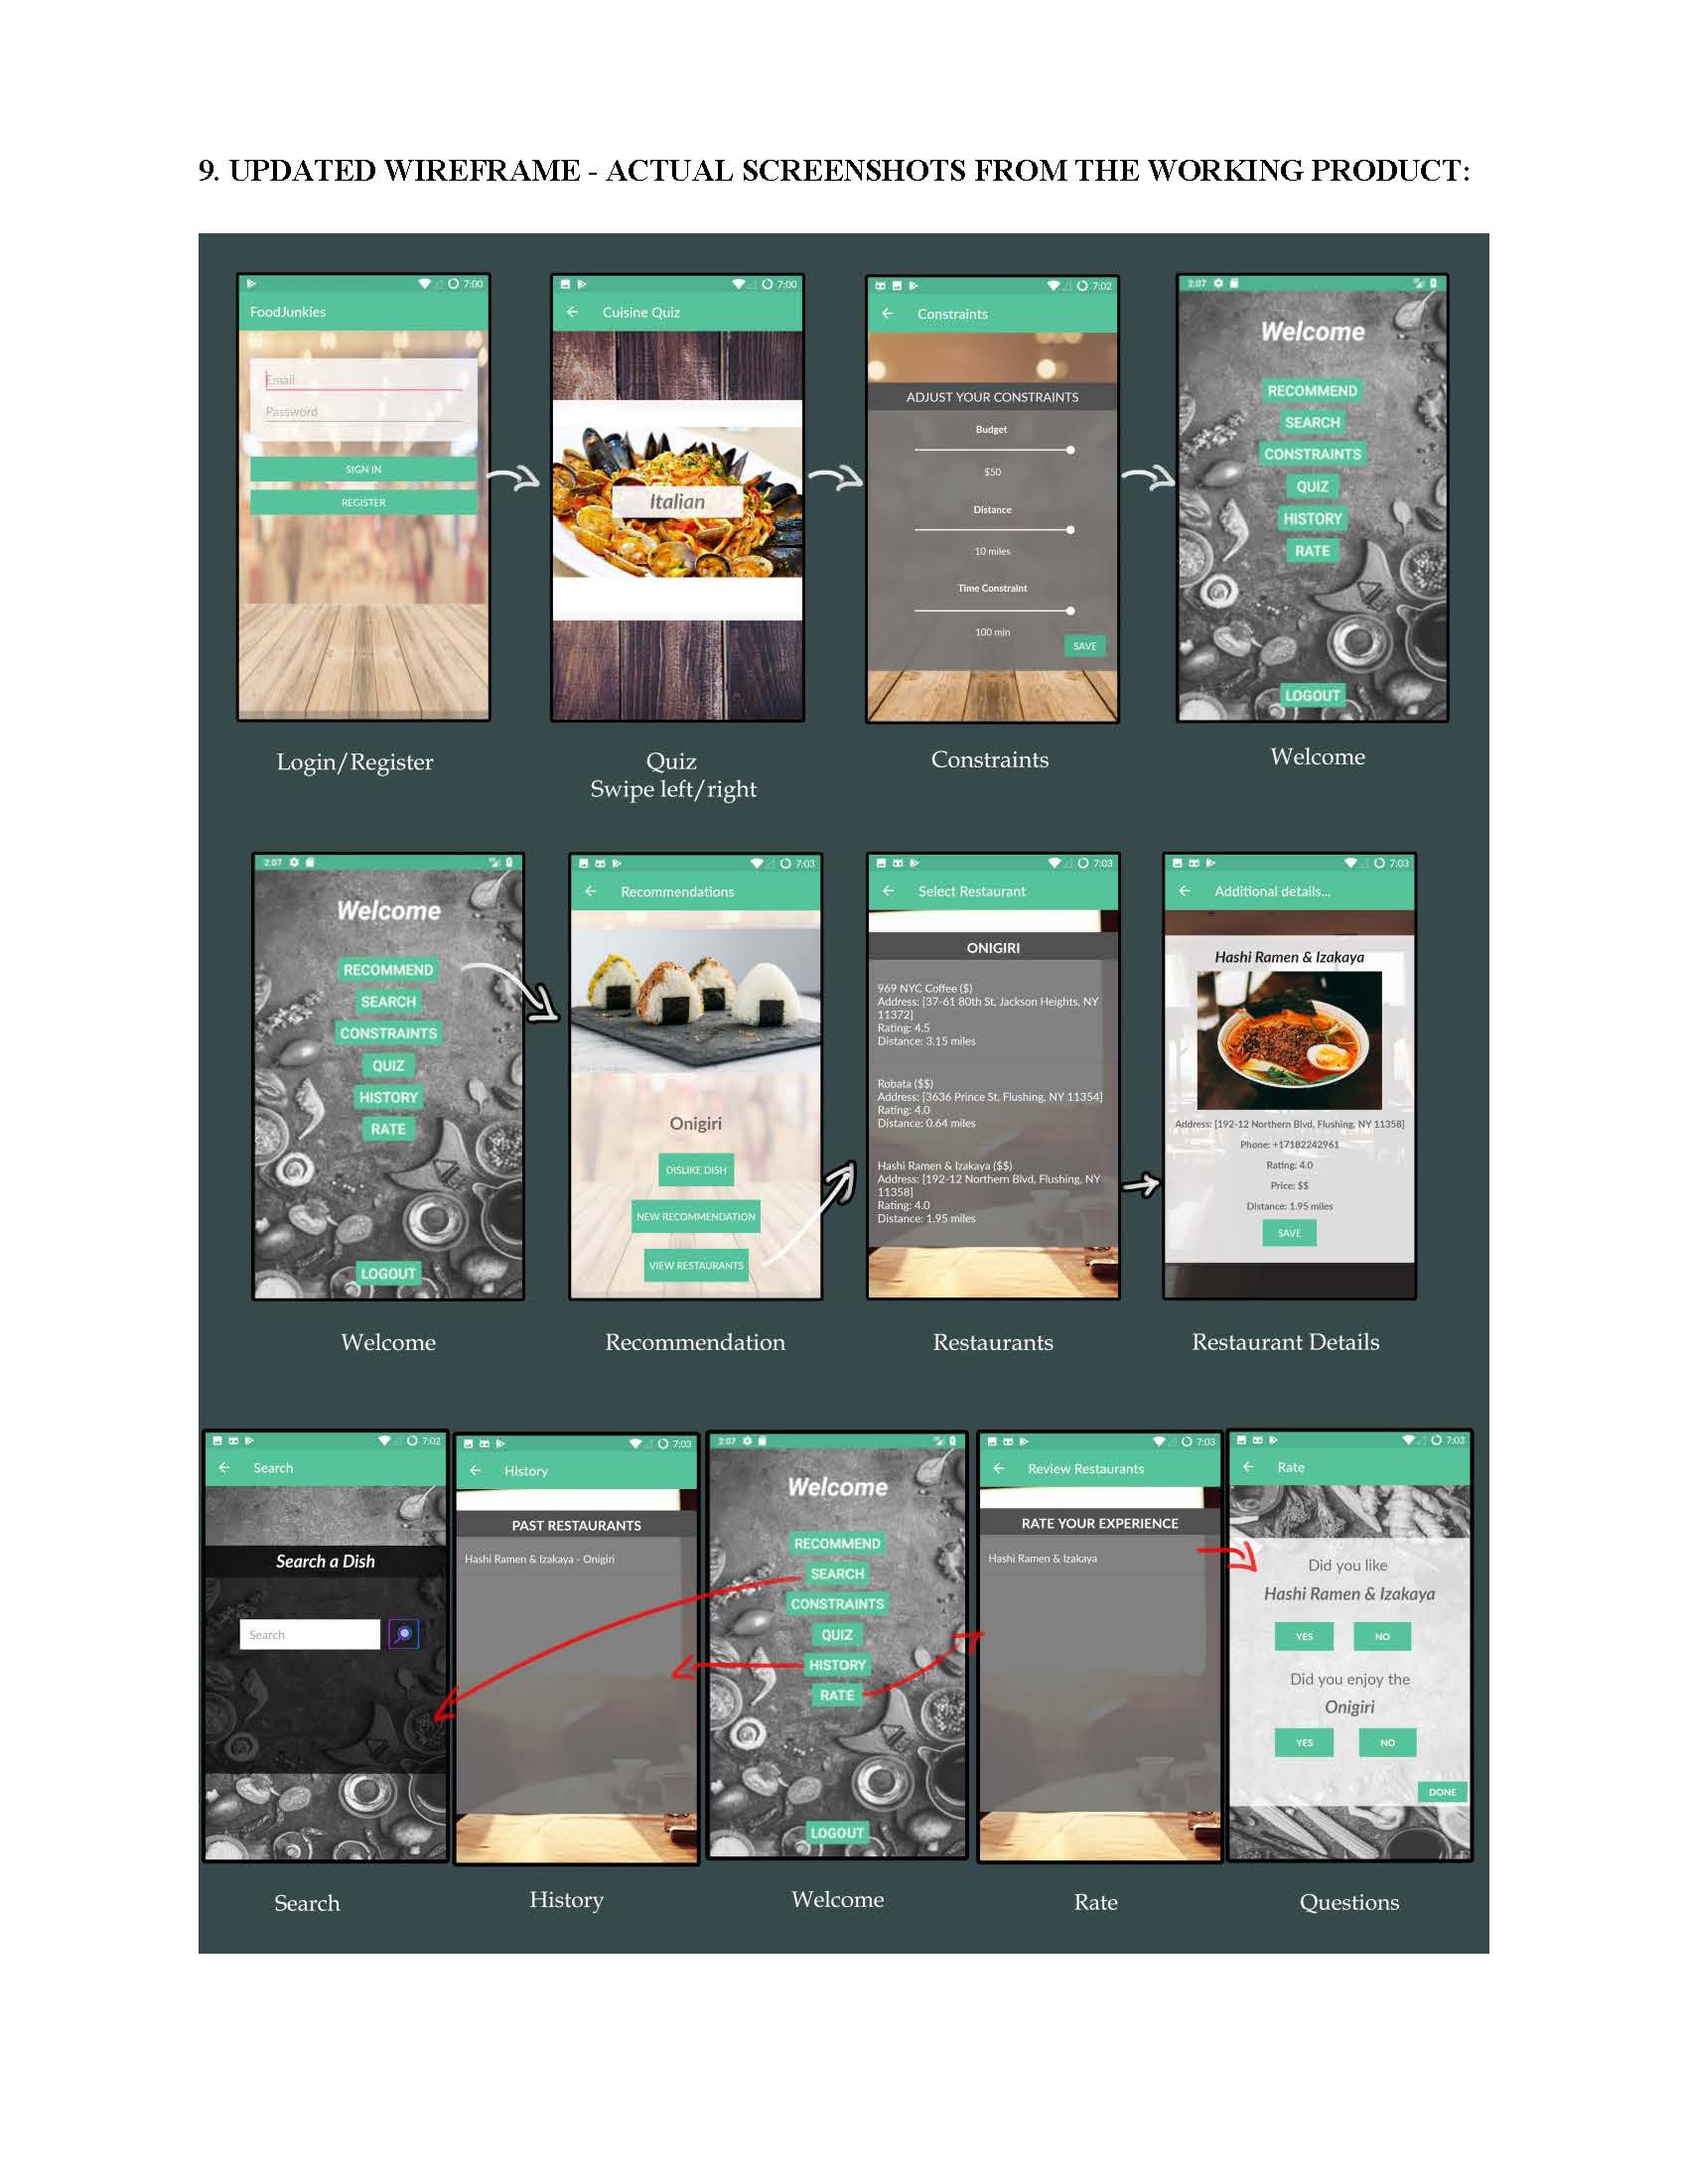 9. UPDATED WIREFRAME - ACTUAL SCREENSHOTS FROM THE WORKING PRODUCT:
7:00
FoodJunkies
Email
Password
SIGN IN
REGISTER
Login/Register
7:00
Cuisine Quiz
Italian
Quiz
Swipe left/right
7:02
Constraints
ADJUST YOUR CONSTRAINTS
Budget
$50
Distance
10 miles
Time Constraint
100 min
SAVE
Constraints
2:07
Welcome
RECOMMEND
SEARCH
CONSTRAINTS
QUIZ
HISTORY
RATE
LOGOUT
Welcome
2:07
Welcome
RECOMMEND
SEARCH
CONSTRAINTS
QUIZ
HISTORY
RATE
LOGOUT
Welcome
7:03
Recommendations
Onigiri
DISLIKE DISH
NEW RECOMMENDATION
VIEW RESTAURANTS
Recommendation
7:03
Select Restaurant
ONIGIRI
969 NYC Coffee ($)
Address: [37-61 80th St, Jackson Heights, NY
11372]
Rating: 4.5
Distance: 3.15 miles
Robata ($$)
Address: [3636 Prince St, Flushing, NY 11354]
Rating: 4.0
Distance: 0.64 miles
Hashi Ramen & Izakaya ($$)
Address: [192-12 Northern Blvd, Flushing, NY
11358]
Rating: 4.0
Distance: 1.95 miles
Restaurants
7:03
Additional details...
Hashi Ramen & Izakaya
Address: [192-12 Northern Blvd, Flushing, NY 11358]
Phone: +17182242961
Rating: 4.0
Price: $$
Distance: 1.95 miles
SAVE
Restaurant Details
7:02
Search
Search a Dish
Search
Search
7:03
History
PAST RESTAURANTS
Hashi Ramen & Izakaya - Onigiri
History
2:07
Welcome
RECOMMEND
SEARCH
CONSTRAINTS
QUIZ
HISTORY
RATE
LOGOUT
Welcome
7:03
Review Restaurants
RATE YOUR EXPERIENCE
Hashi Ramen & Izakaya
Rate
7:03
Rate
Did you like
Hashi Ramen & Izakaya
YES NO
Did you enjoy the
Onigiri
YES NO
DONE
Questions